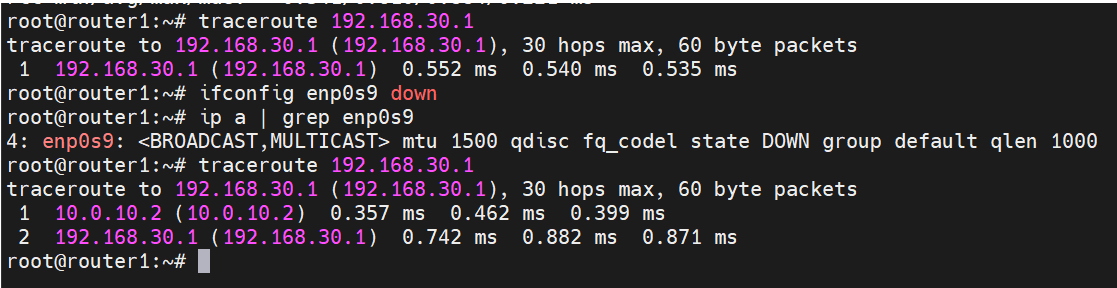 root@router1:~# traceroute 192.168.30.1
traceroute to 192.168.30.1 (192.168.30.1), 30 hops max, 60 byte packets
 1  192.168.30.1 (192.168.30.1)  0.552 ms  0.540 ms  0.535 ms
root@router1:~# ifconfig enp0s9 down
root@router1:~# ip a | grep enp0s9
4: enp0s9: <BROADCAST,MULTICAST> mtu 1500 qdisc fq_codel state DOWN group default qlen 1000
root@router1:~# traceroute 192.168.30.1
traceroute to 192.168.30.1 (192.168.30.1), 30 hops max, 60 byte packets
 1  10.0.10.2 (10.0.10.2)  0.357 ms  0.462 ms  0.399 ms
 2  192.168.30.1 (192.168.30.1)  0.742 ms  0.882 ms  0.871 ms
root@router1:~#